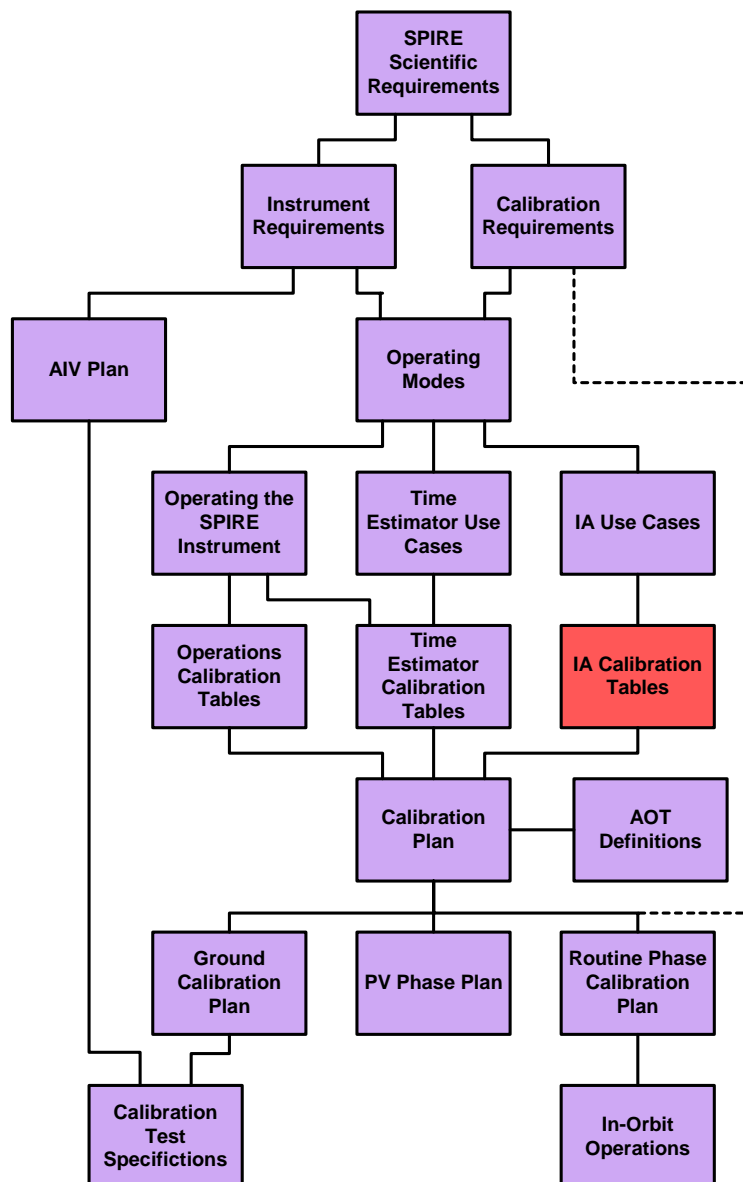 SPIRE
Scientific
Requirements
Instrument
Requirements
Calibration
Requirements
AIV Plan
Operating
Modes
Operating the
SPIRE
Instrument
Time
Estimator Use
Cases
IA Use Cases
Operations
Calibration
Tables
Time
Estimator
Calibration
Tables
IA Calibration
Tables
Calibration
Plan
AOT
Definitions
Ground
Calibration
Plan
PV Phase Plan
Routine Phase
Calibration
Plan
Calibration
Test
Specifictions
In-Orbit
Operations